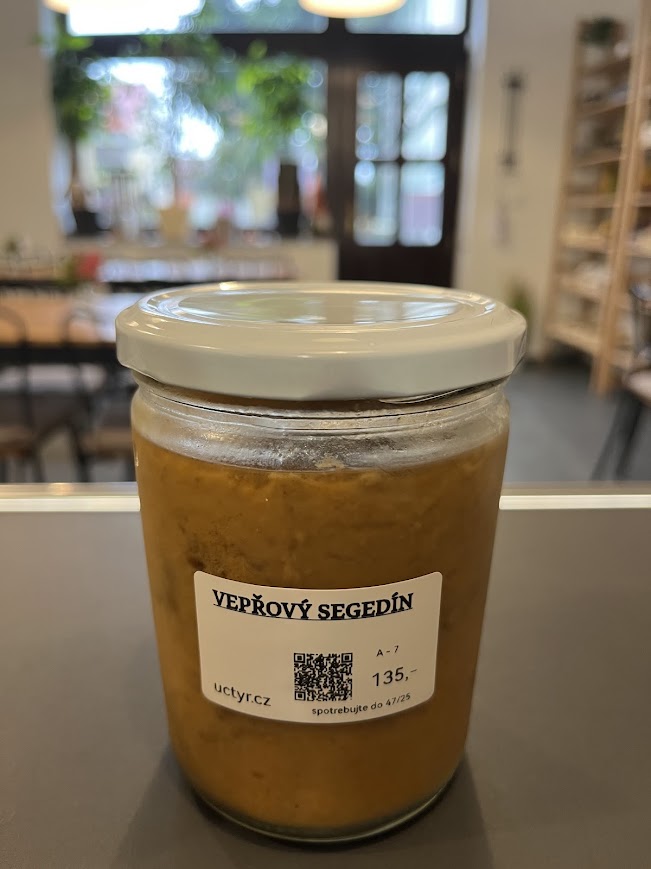 VEPŘOVÝ SEGEDÍN
A - 7
135,-
uctyr.cz
spotrebujte do 47/25